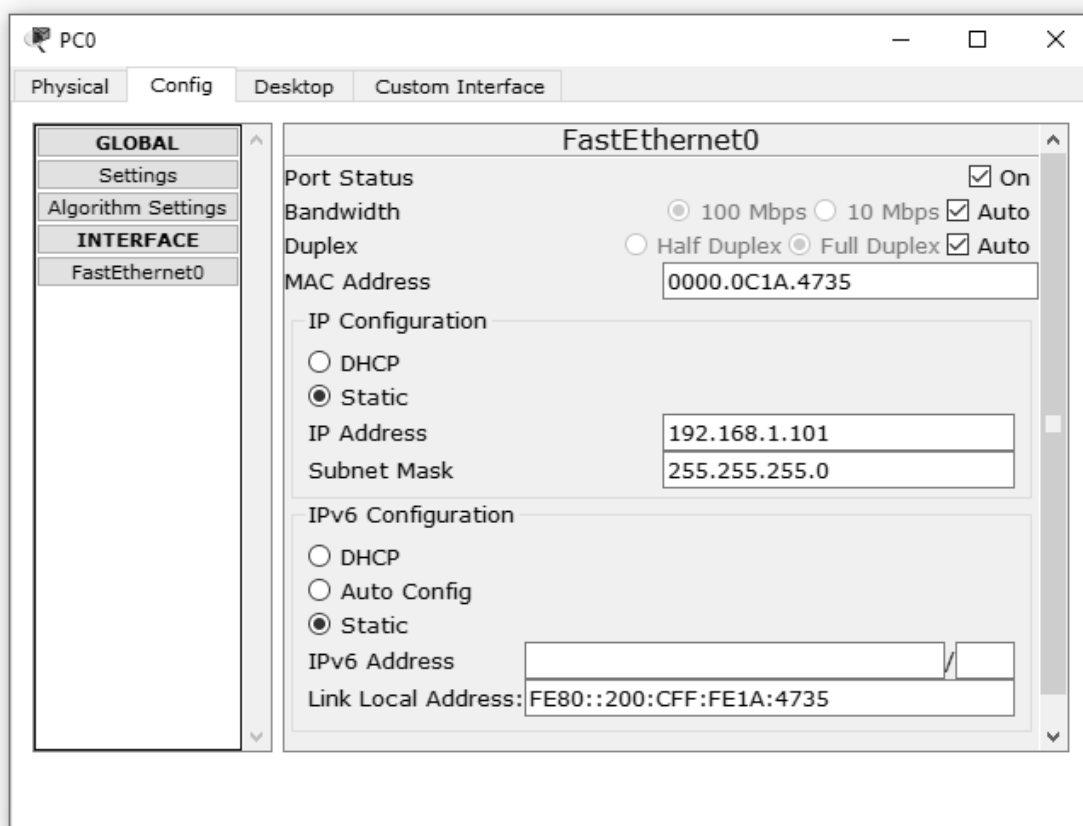 PC0
Physical Config Desktop Custom Interface
GLOBAL
Settings
Algorithm Settings
INTERFACE
FastEthernet0
FastEthernet0
Port Status On
Bandwidth 100 Mbps 10 Mbps Auto
Duplex Half Duplex Full Duplex Auto
MAC Address 0000.0C1A.4735
IP Configuration
DHCP
Static
IP Address 192.168.1.101
Subnet Mask 255.255.255.0
IPv6 Configuration
DHCP
Auto Config
Static
IPv6 Address /
Link Local Address: FE80::200:CFF:FE1A:4735